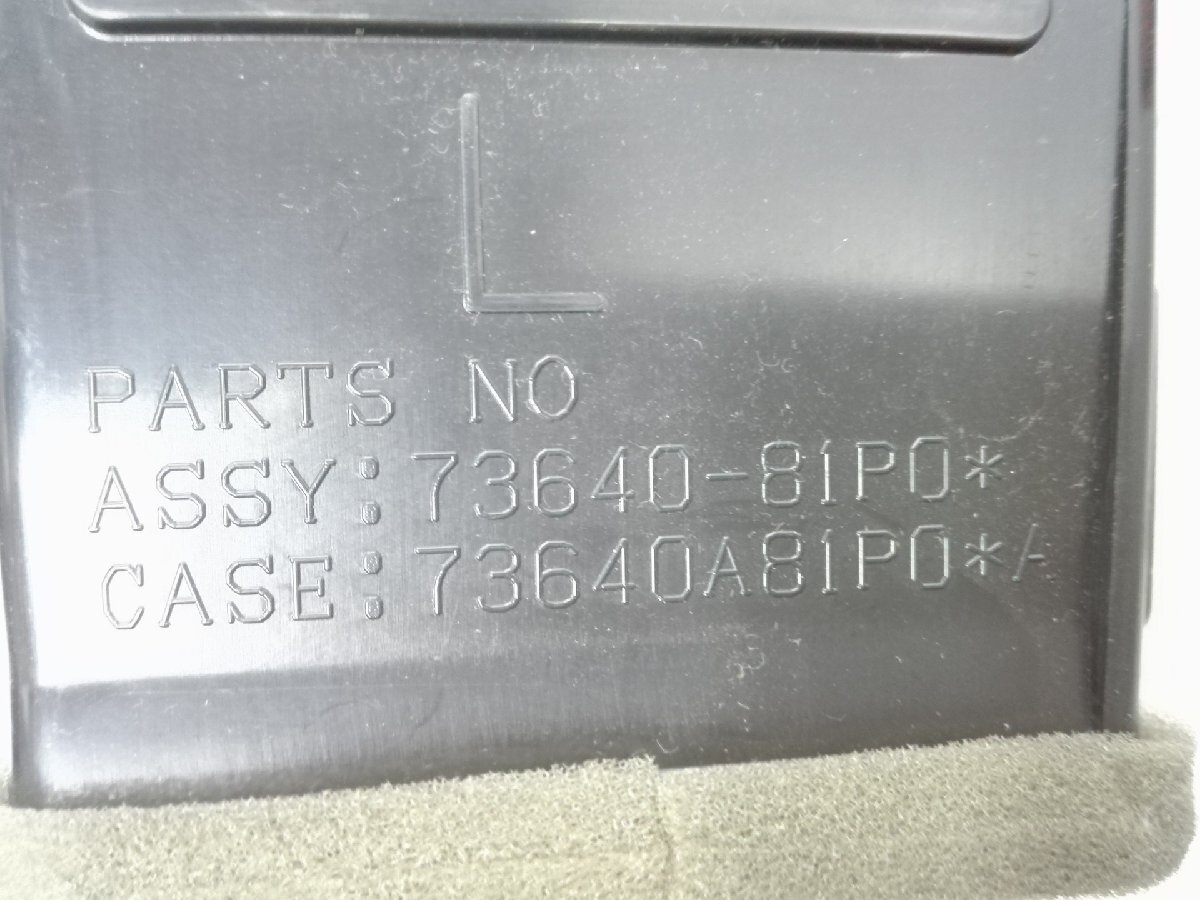 L
PARTS NO
ASSY:73640-81P0*
CASE:73640A81P0*A